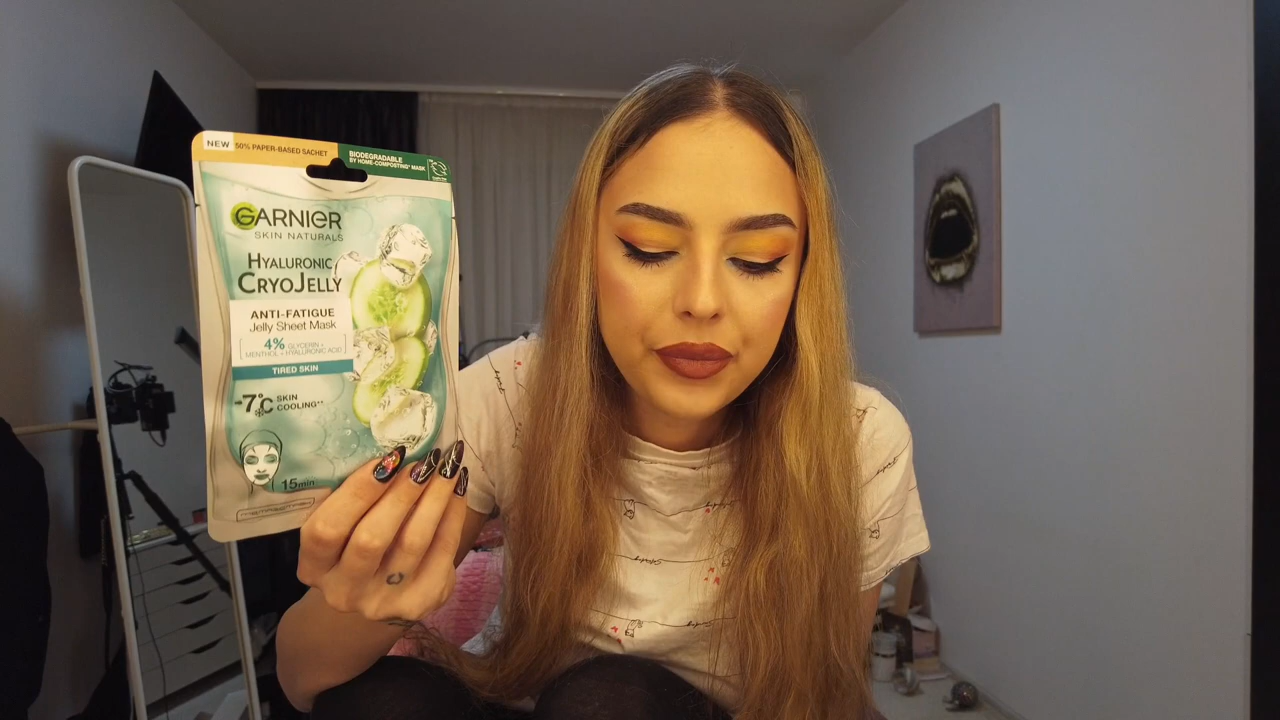 NEW 50% PAPER-BASED SACHET
BIODEGRADABLE
BY HOME-COMPOSTING* MASK
GARNIER
SKIN NATURALS
HYALURONIC
CRYOJELLY
ANTI-FATIGUE
Jelly Sheet Mask
4% GLYCERIN +
MENTHOL + HYALURONIC ACID
TIRED SKIN
-7°C SKIN
COOLING**
15min